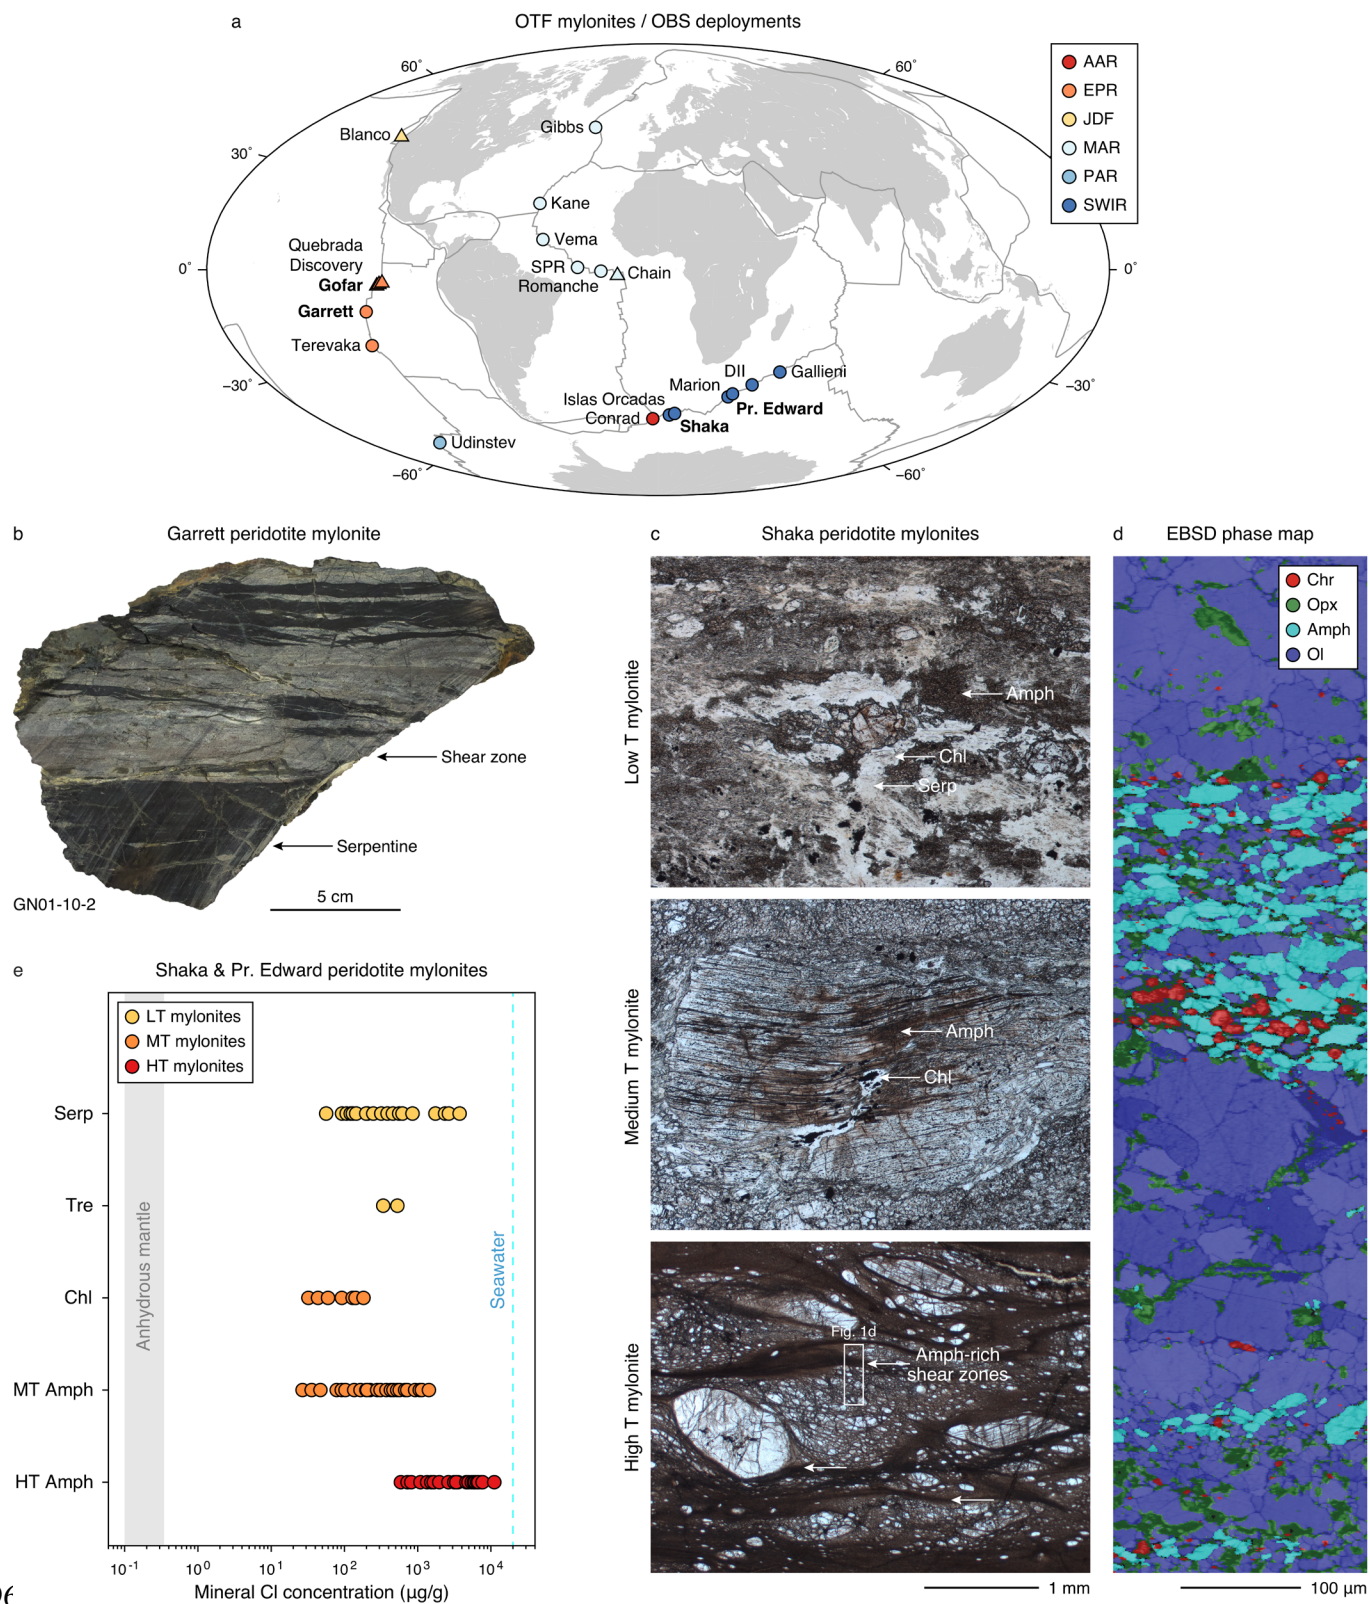 a
OTF mylonites / OBS deployments
AAR
EPR
JDF
MAR
PAR
SWIR
60°
60°
30°
0°
0°
−30°
−30°
−60°
−60°
Blanco
Gibbs
Kane
Vema
SPR
Romanche
Chain
Quebrada
Discovery
Gofar
Garrett
Terevaka
Udinstev
Islas Orcadas
Conrad
Shaka
Marion
DII
Pr. Edward
Gallieni
b
Garrett peridotite mylonite
Shear zone
Serpentine
GN01-10-2
5 cm
c
Shaka peridotite mylonites
Low T mylonite
Amph
Chl
Serp
Medium T mylonite
Amph
Chl
High T mylonite
Fig. 1d
Amph-rich
shear zones
1 mm
d
EBSD phase map
Chr
Opx
Amph
Ol
100 μm
e
Shaka & Pr. Edward peridotite mylonites
LT mylonites
MT mylonites
HT mylonites
Serp
Tre
Chl
MT Amph
HT Amph
Anhydrous mantle
Seawater
10⁻¹ 10⁰ 10¹ 10² 10³ 10⁴
Mineral Cl concentration (μg/g)